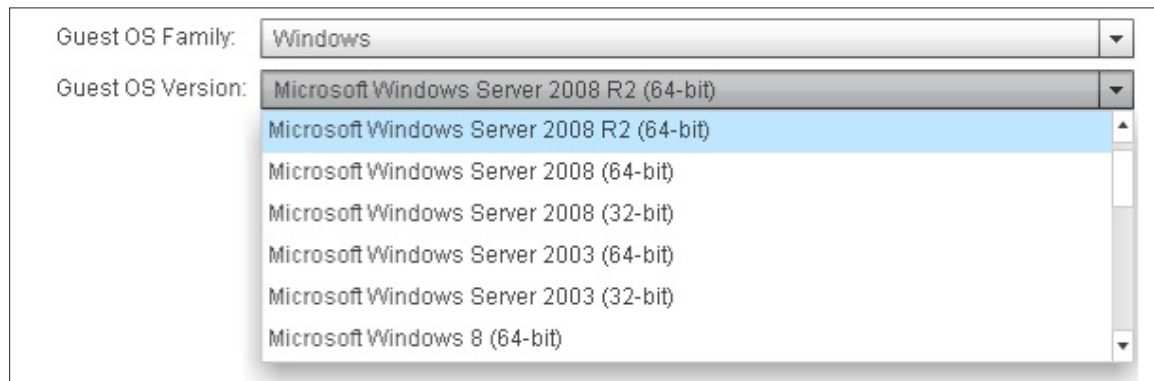 Guest OS Family: Windows
Guest OS Version: Microsoft Windows Server 2008 R2 (64-bit)
Microsoft Windows Server 2008 R2 (64-bit)
Microsoft Windows Server 2008 (64-bit)
Microsoft Windows Server 2008 (32-bit)
Microsoft Windows Server 2003 (64-bit)
Microsoft Windows Server 2003 (32-bit)
Microsoft Windows 8 (64-bit)